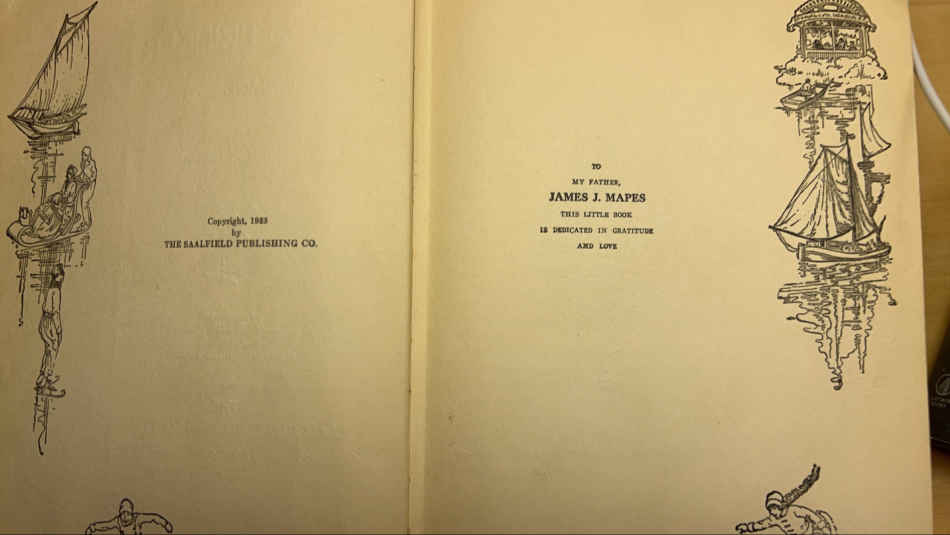 Copyright, 1923
by
THE SAALFIELD PUBLISHING CO.
TO
MY FATHER,
JAMES J. MAPES
THIS LITTLE BOOK
IS DEDICATED IN GRATITUDE
AND LOVE